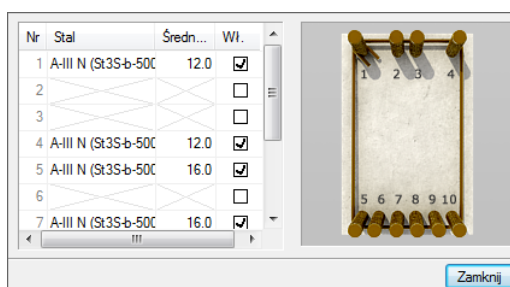 Nr Stal Średn... Wł.
1 A-III N (St3S-b-500 12.0
2
3
4 A-III N (St3S-b-500 12.0
5 A-III N (St3S-b-500 16.0
6
7 A-III N (St3S-b-500 16.0
1 2 3 4
5 6 7 8 9 10
Zamknij